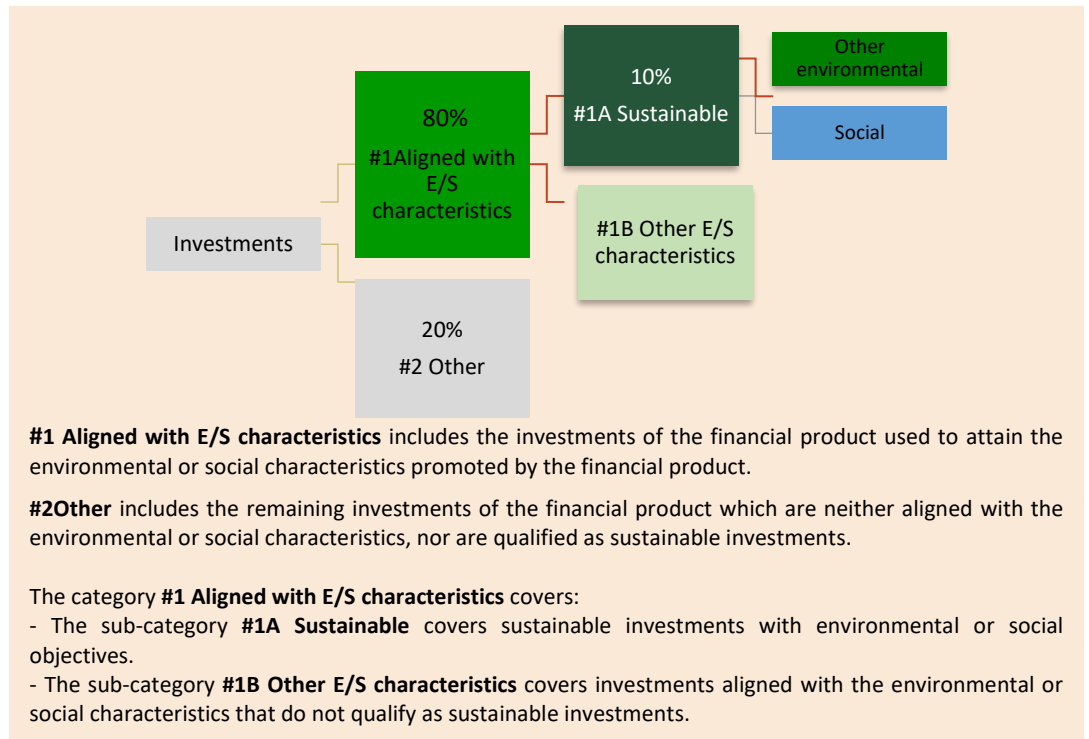 Other
environmental
10%
#1A Sustainable
Social
80%
#1Aligned with
E/S
characteristics
#1B Other E/S
characteristics
Investments
20%
#2 Other
#1 Aligned with E/S characteristics includes the investments of the financial product used to attain the
environmental or social characteristics promoted by the financial product.
#2Other includes the remaining investments of the financial product which are neither aligned with the
environmental or social characteristics, nor are qualified as sustainable investments.
The category #1 Aligned with E/S characteristics covers:
- The sub-category #1A Sustainable covers sustainable investments with environmental or social
objectives.
- The sub-category #1B Other E/S characteristics covers investments aligned with the environmental or
social characteristics that do not qualify as sustainable investments.